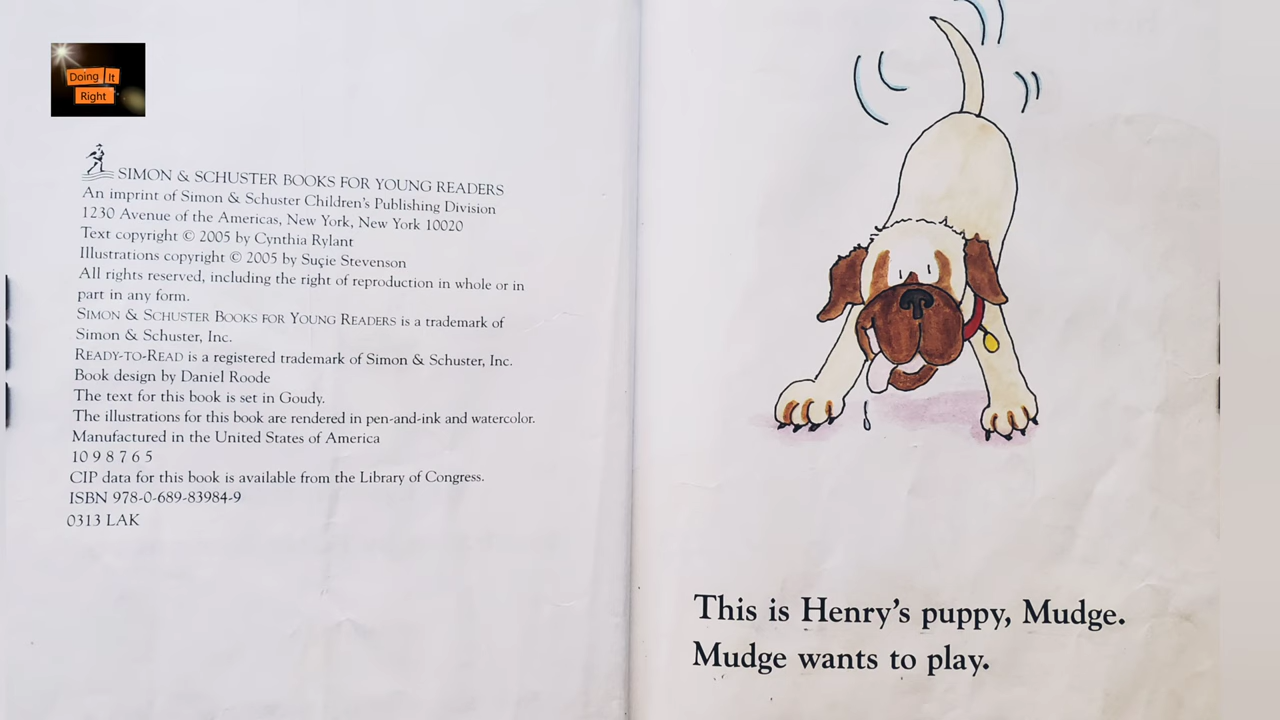 Doing It
Right
SIMON & SCHUSTER BOOKS FOR YOUNG READERS
An imprint of Simon & Schuster Children's Publishing Division
1230 Avenue of the Americas, New York, New York 10020
Text copyright © 2005 by Cynthia Rylant
Illustrations copyright © 2005 by Suçie Stevenson
All rights reserved, including the right of reproduction in whole or in
part in any form.
SIMON & SCHUSTER BOOKS FOR YOUNG READERS is a trademark of
Simon & Schuster, Inc.
READY-TO-READ is a registered trademark of Simon & Schuster, Inc.
Book design by Daniel Roode
The text for this book is set in Goudy.
The illustrations for this book are rendered in pen-and-ink and watercolor.
Manufactured in the United States of America
10 9 8 7 6 5
CIP data for this book is available from the Library of Congress.
ISBN 978-0-689-83984-9
0313 LAK
This is Henry's puppy, Mudge.
Mudge wants to play.